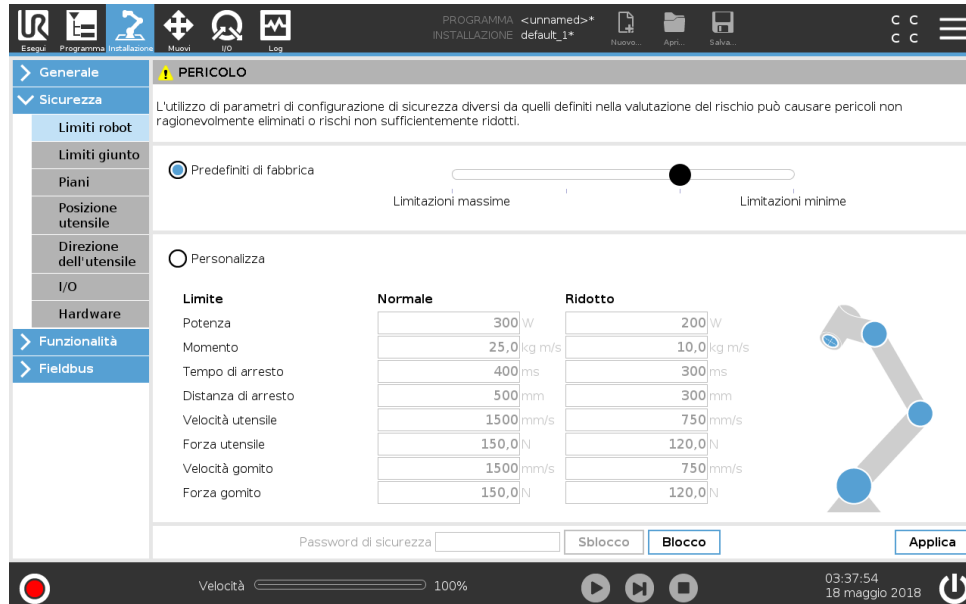 UR
PROGRAMMA <unnamed>*
INSTALLAZIONE default_1*
Esegui Programma Installazione Muovi I/O Log Nuovo... Apri... Salva...
C C
C C
Generale
Sicurezza
Limiti robot
Limiti giunto
Piani
Posizione
utensile
Direzione
dell'utensile
I/O
Hardware
Funzionalità
Fieldbus
PERICOLO
L'utilizzo di parametri di configurazione di sicurezza diversi da quelli definiti nella valutazione del rischio può causare pericoli non
ragionevolmente eliminati o rischi non sufficientemente ridotti.
Predefiniti di fabbrica
Limitazioni massime Limitazioni minime
Personalizza
Limite Normale Ridotto
Potenza 300 W 200 W
Momento 25,0 kg m/s 10,0 kg m/s
Tempo di arresto 400 ms 300 ms
Distanza di arresto 500 mm 300 mm
Velocità utensile 1500 mm/s 750 mm/s
Forza utensile 150,0 N 120,0 N
Velocità gomito 1500 mm/s 750 mm/s
Forza gomito 150,0 N 120,0 N
Password di sicurezza Sblocco Blocco Applica
Velocità 100%
03:37:54
18 maggio 2018